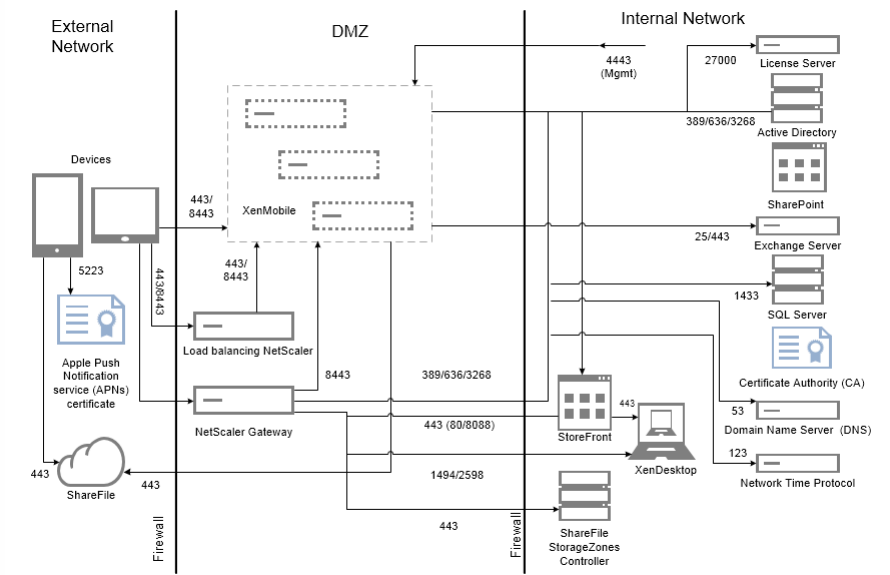 External
Network
DMZ
Internal Network
4443
(Mgmt)
27000
License Server
389/636/3268
Active Directory
Devices
SharePoint
443/
8443
XenMobile
25/443
Exchange Server
5223
443/8443
443/
8443
1433
SQL Server
Load balancing NetScaler
Apple Push
Notification
service (APNs)
certificate
8443
389/636/3268
Certificate Authority (CA)
443
53
NetScaler Gateway
443 (80/8088)
StoreFront
Domain Name Server (DNS)
123
443
ShareFile
443
1494/2598
XenDesktop
Network Time Protocol
443
Firewall
Firewall
ShareFile
StorageZones
Controller